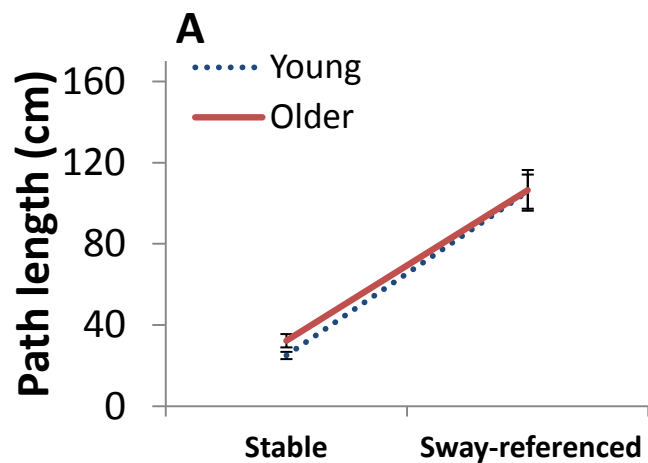 A
Young
Older
Path length (cm)
160
120
80
40
0
Stable Sway-referenced